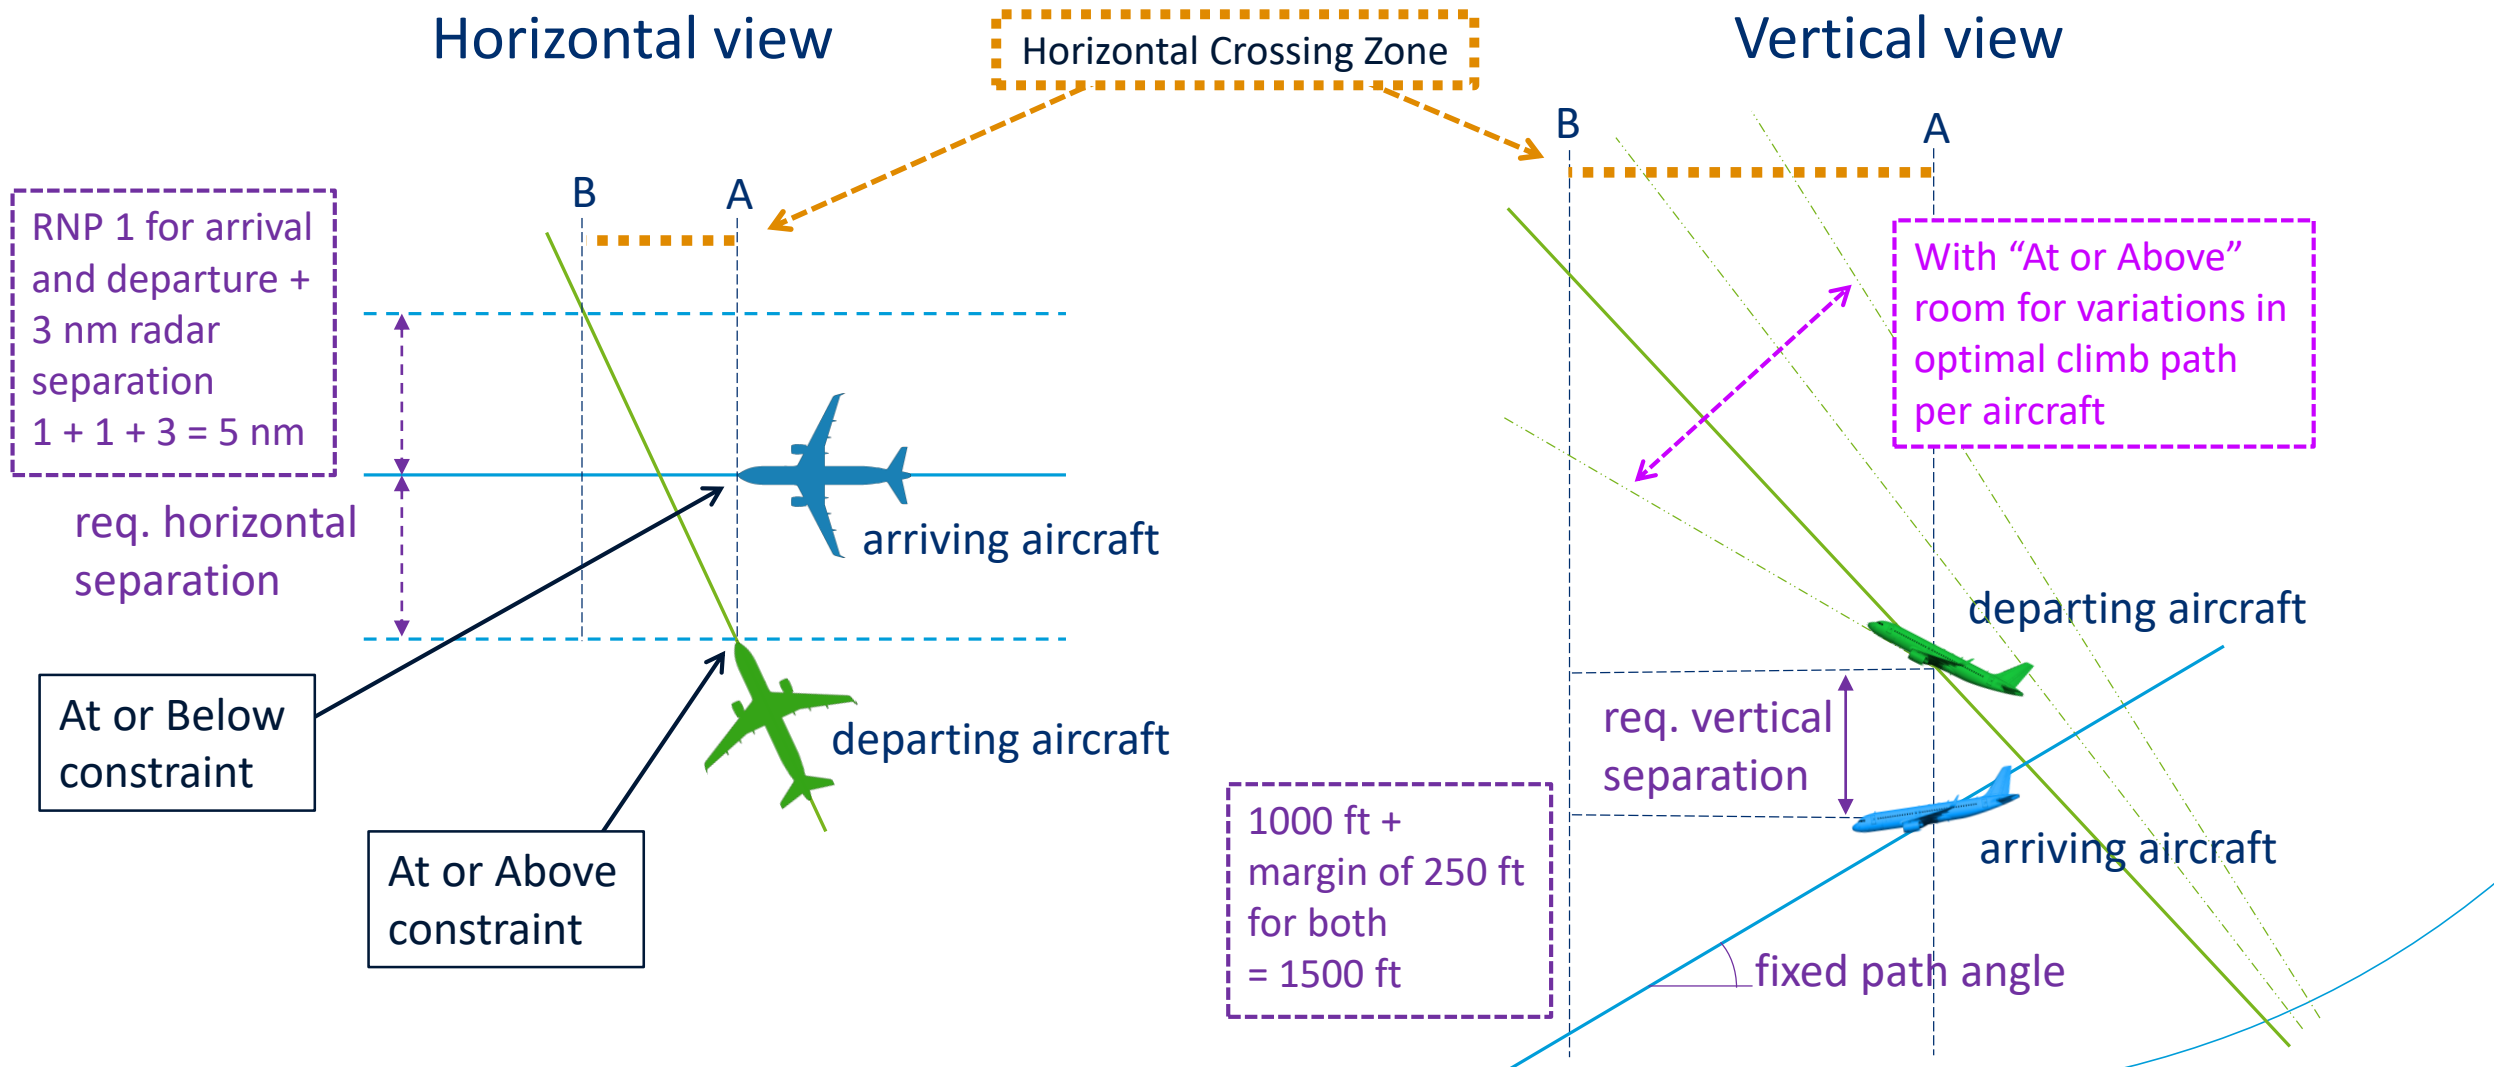 Horizontal view
Horizontal Crossing Zone
Vertical view
B
A
RNP 1 for arrival
and departure +
3 nm radar
separation
1 + 1 + 3 = 5 nm
req. horizontal
separation
arriving aircraft
At or Below
constraint
departing aircraft
At or Above
constraint
B
A
With “At or Above”
room for variations in
optimal climb path
per aircraft
departing aircraft
req. vertical
separation
arriving aircraft
1000 ft +
margin of 250 ft
for both
= 1500 ft
fixed path angle